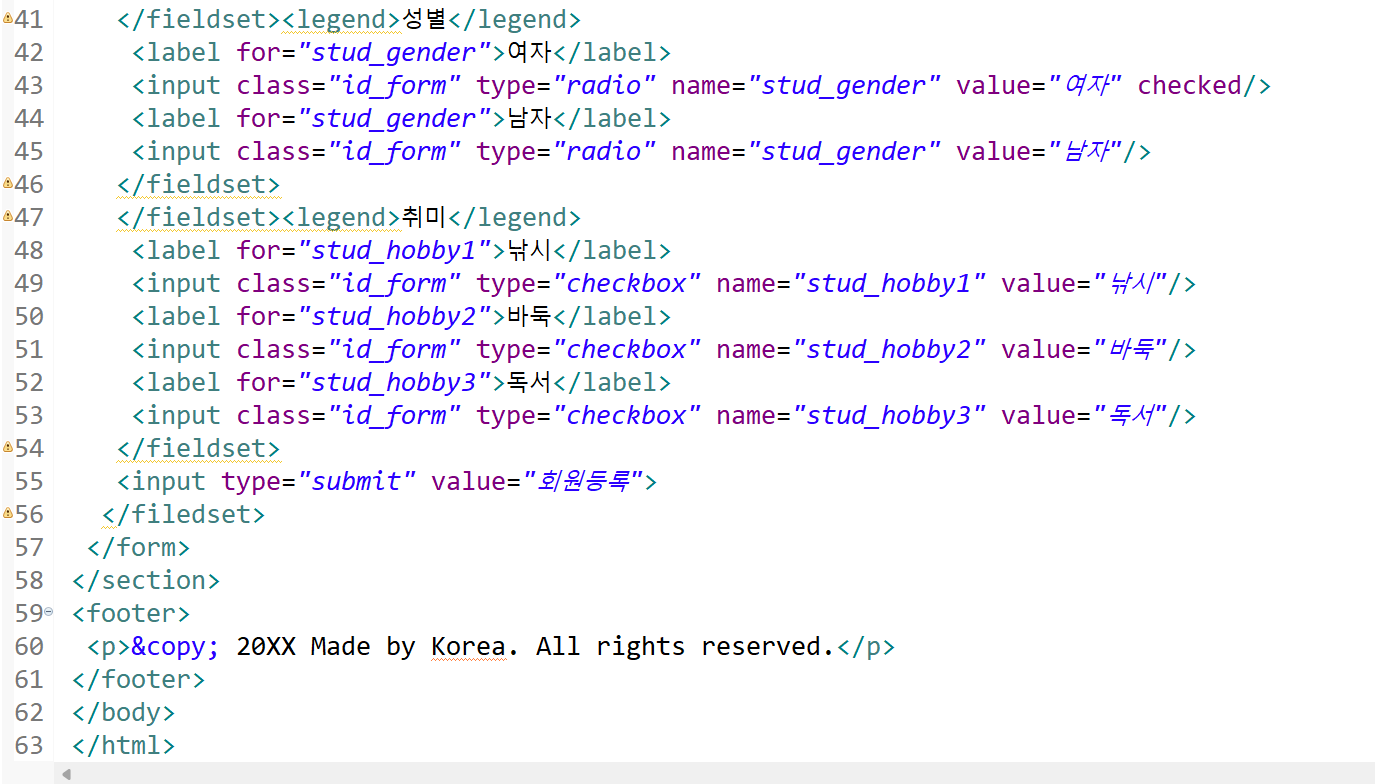 41 </fieldset><legend>성별</legend>
42 <label for="stud_gender">여자</label>
43 <input class="id_form" type="radio" name="stud_gender" value="여자" checked/>
44 <label for="stud_gender">남자</label>
45 <input class="id_form" type="radio" name="stud_gender" value="남자"/>
46 </fieldset>
47 </fieldset><legend>취미</legend>
48 <label for="stud_hobby1">낚시</label>
49 <input class="id_form" type="checkbox" name="stud_hobby1" value="낚시"/>
50 <label for="stud_hobby2">바둑</label>
51 <input class="id_form" type="checkbox" name="stud_hobby2" value="바둑"/>
52 <label for="stud_hobby3">독서</label>
53 <input class="id_form" type="checkbox" name="stud_hobby3" value="독서"/>
54 </fieldset>
55 <input type="submit" value="회원등록">
56 </filedset>
57 </form>
58 </section>
59 <footer>
60 <p>&copy; 20XX Made by Korea. All rights reserved.</p>
61 </footer>
62 </body>
63 </html>